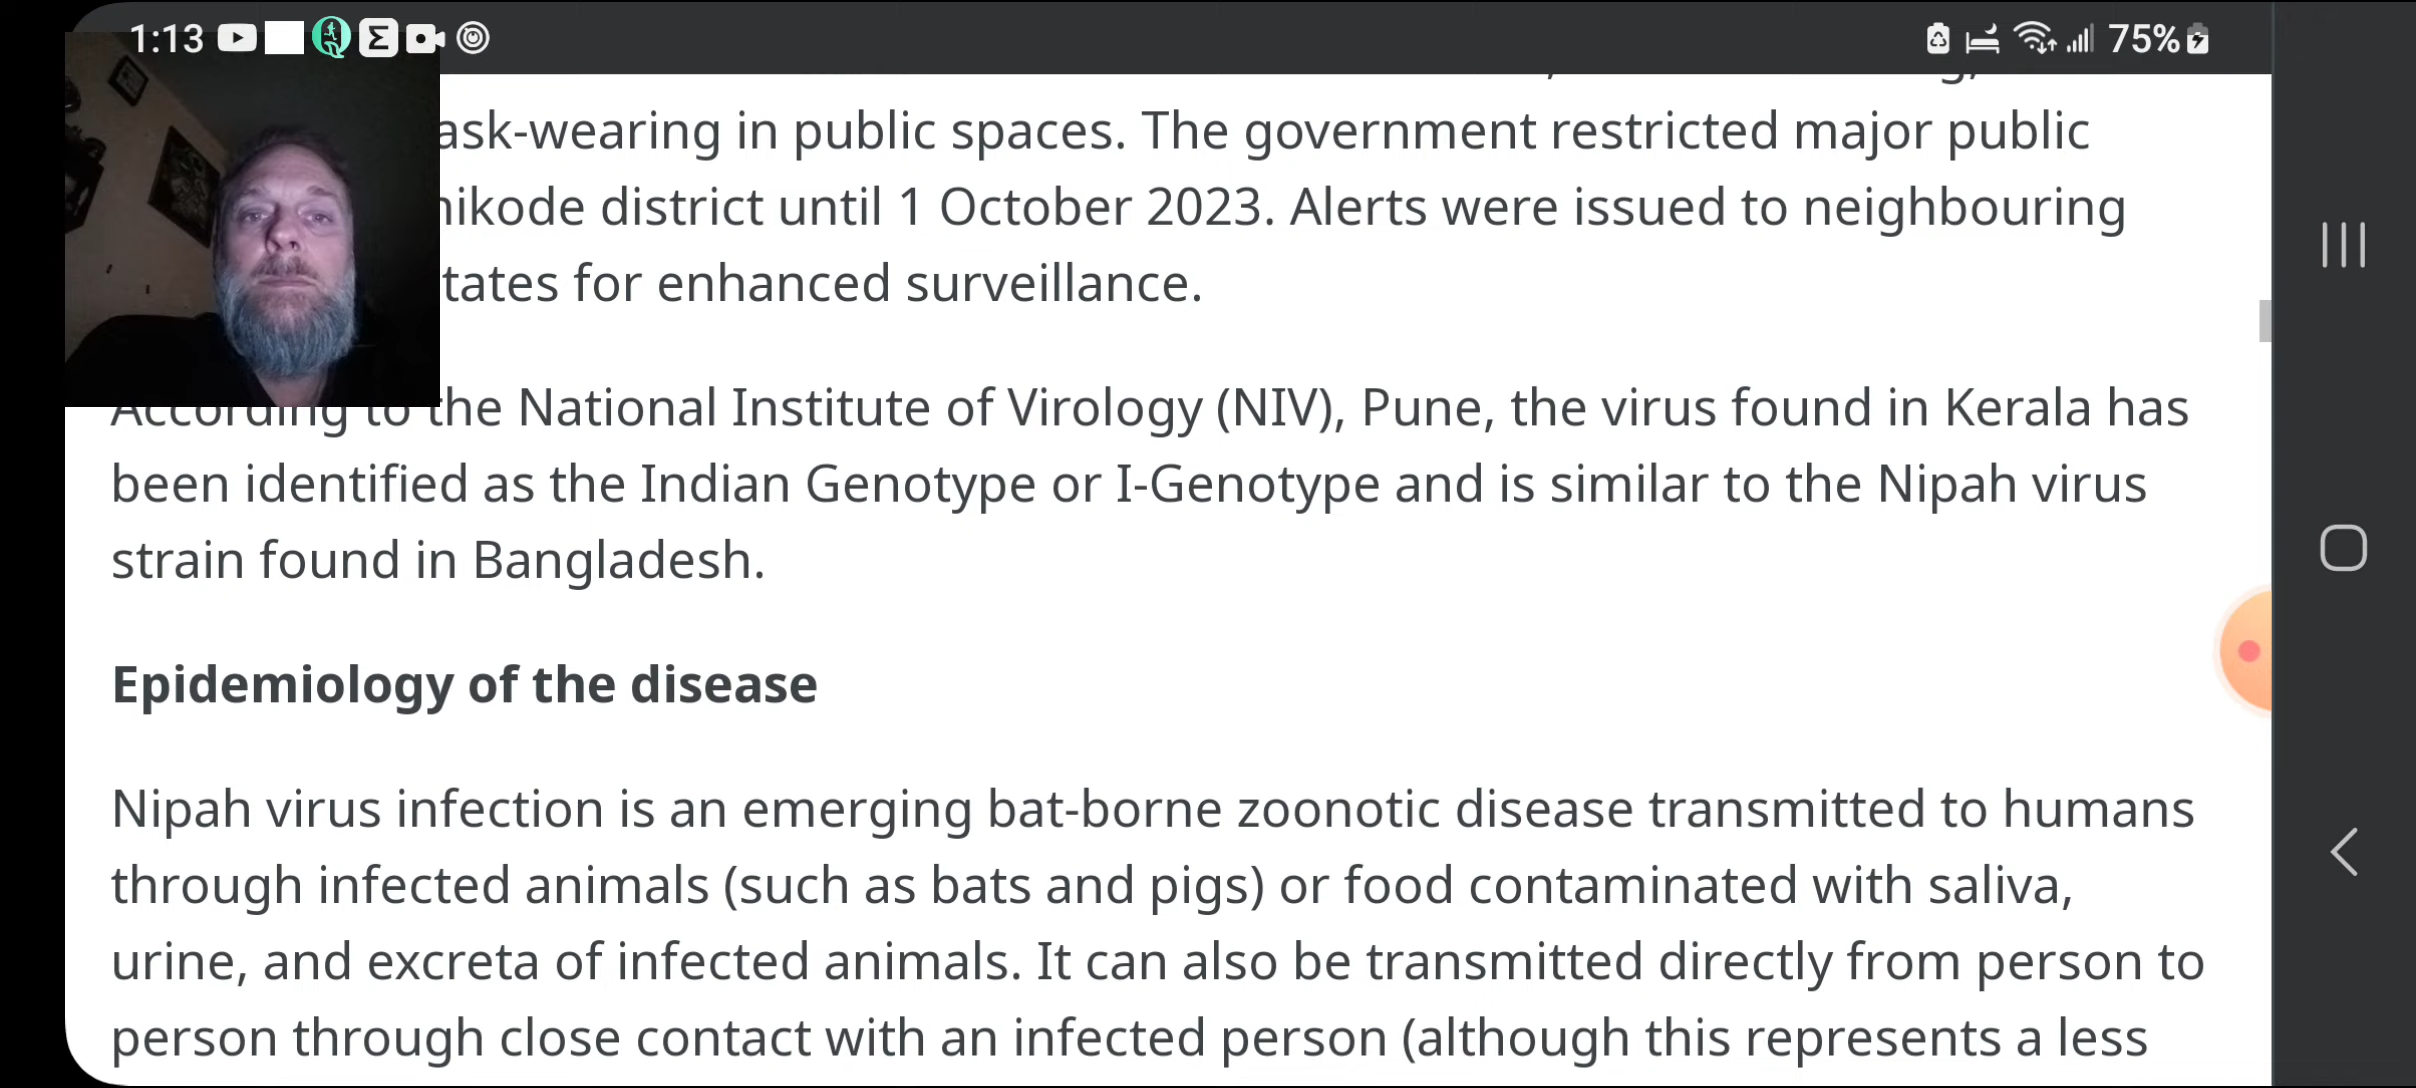 1:13
75%
ask-wearing in public spaces. The government restricted major public
ikode district until 1 October 2023. Alerts were issued to neighbouring
tates for enhanced surveillance.
According to the National Institute of Virology (NIV), Pune, the virus found in Kerala has
been identified as the Indian Genotype or I-Genotype and is similar to the Nipah virus
strain found in Bangladesh.
Epidemiology of the disease
Nipah virus infection is an emerging bat-borne zoonotic disease transmitted to humans
through infected animals (such as bats and pigs) or food contaminated with saliva,
urine, and excreta of infected animals. It can also be transmitted directly from person to
person through close contact with an infected person (although this represents a less